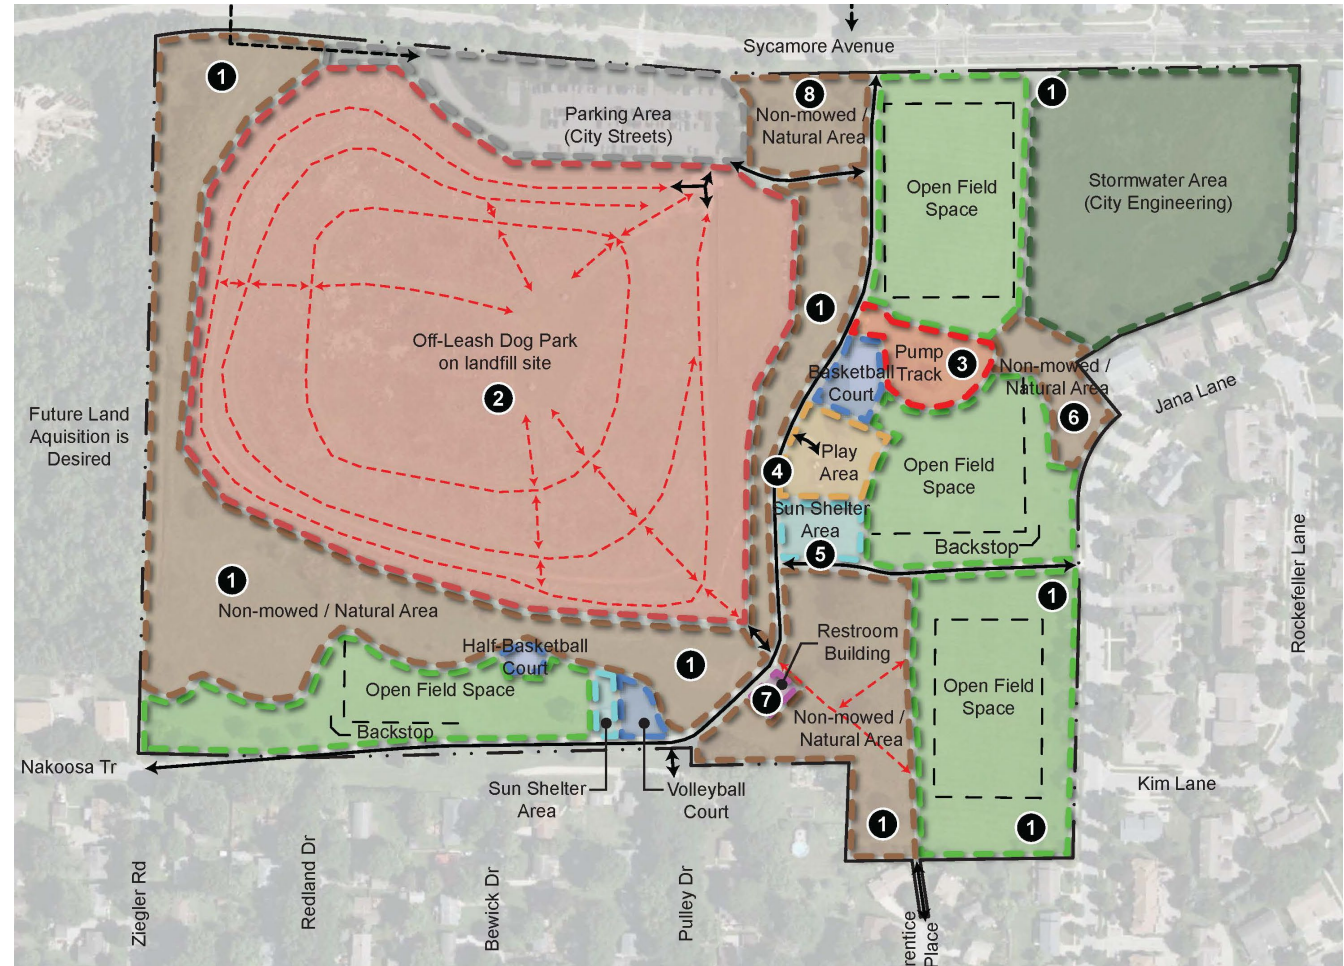 Sycamore Avenue
1
8
1
Parking Area
(City Streets)
Non-mowed /
Natural Area
Open Field
Space
Stormwater Area
(City Engineering)
1
Off-Leash Dog Park
on landfill site
2
Pump
Track
3
Basketball
Court
Non-mowed /
Natural Area
6
Jana Lane
Future Land
Aquisition is
Desired
4
Play
Area
Open Field
Space
Sun Shelter
Area
5
Backstop
Rockefeller Lane
1
Non-mowed / Natural Area
1
Half-Basketball
Court
1
Restroom
Building
Open Field Space
Backstop
7
Non-mowed /
Natural Area
Open Field
Space
Nakoosa Tr
Sun Shelter
Area
Volleyball
Court
Kim Lane
1
1
Ziegler Rd
Redland Dr
Bewick Dr
Pulley Dr
rentice
Place